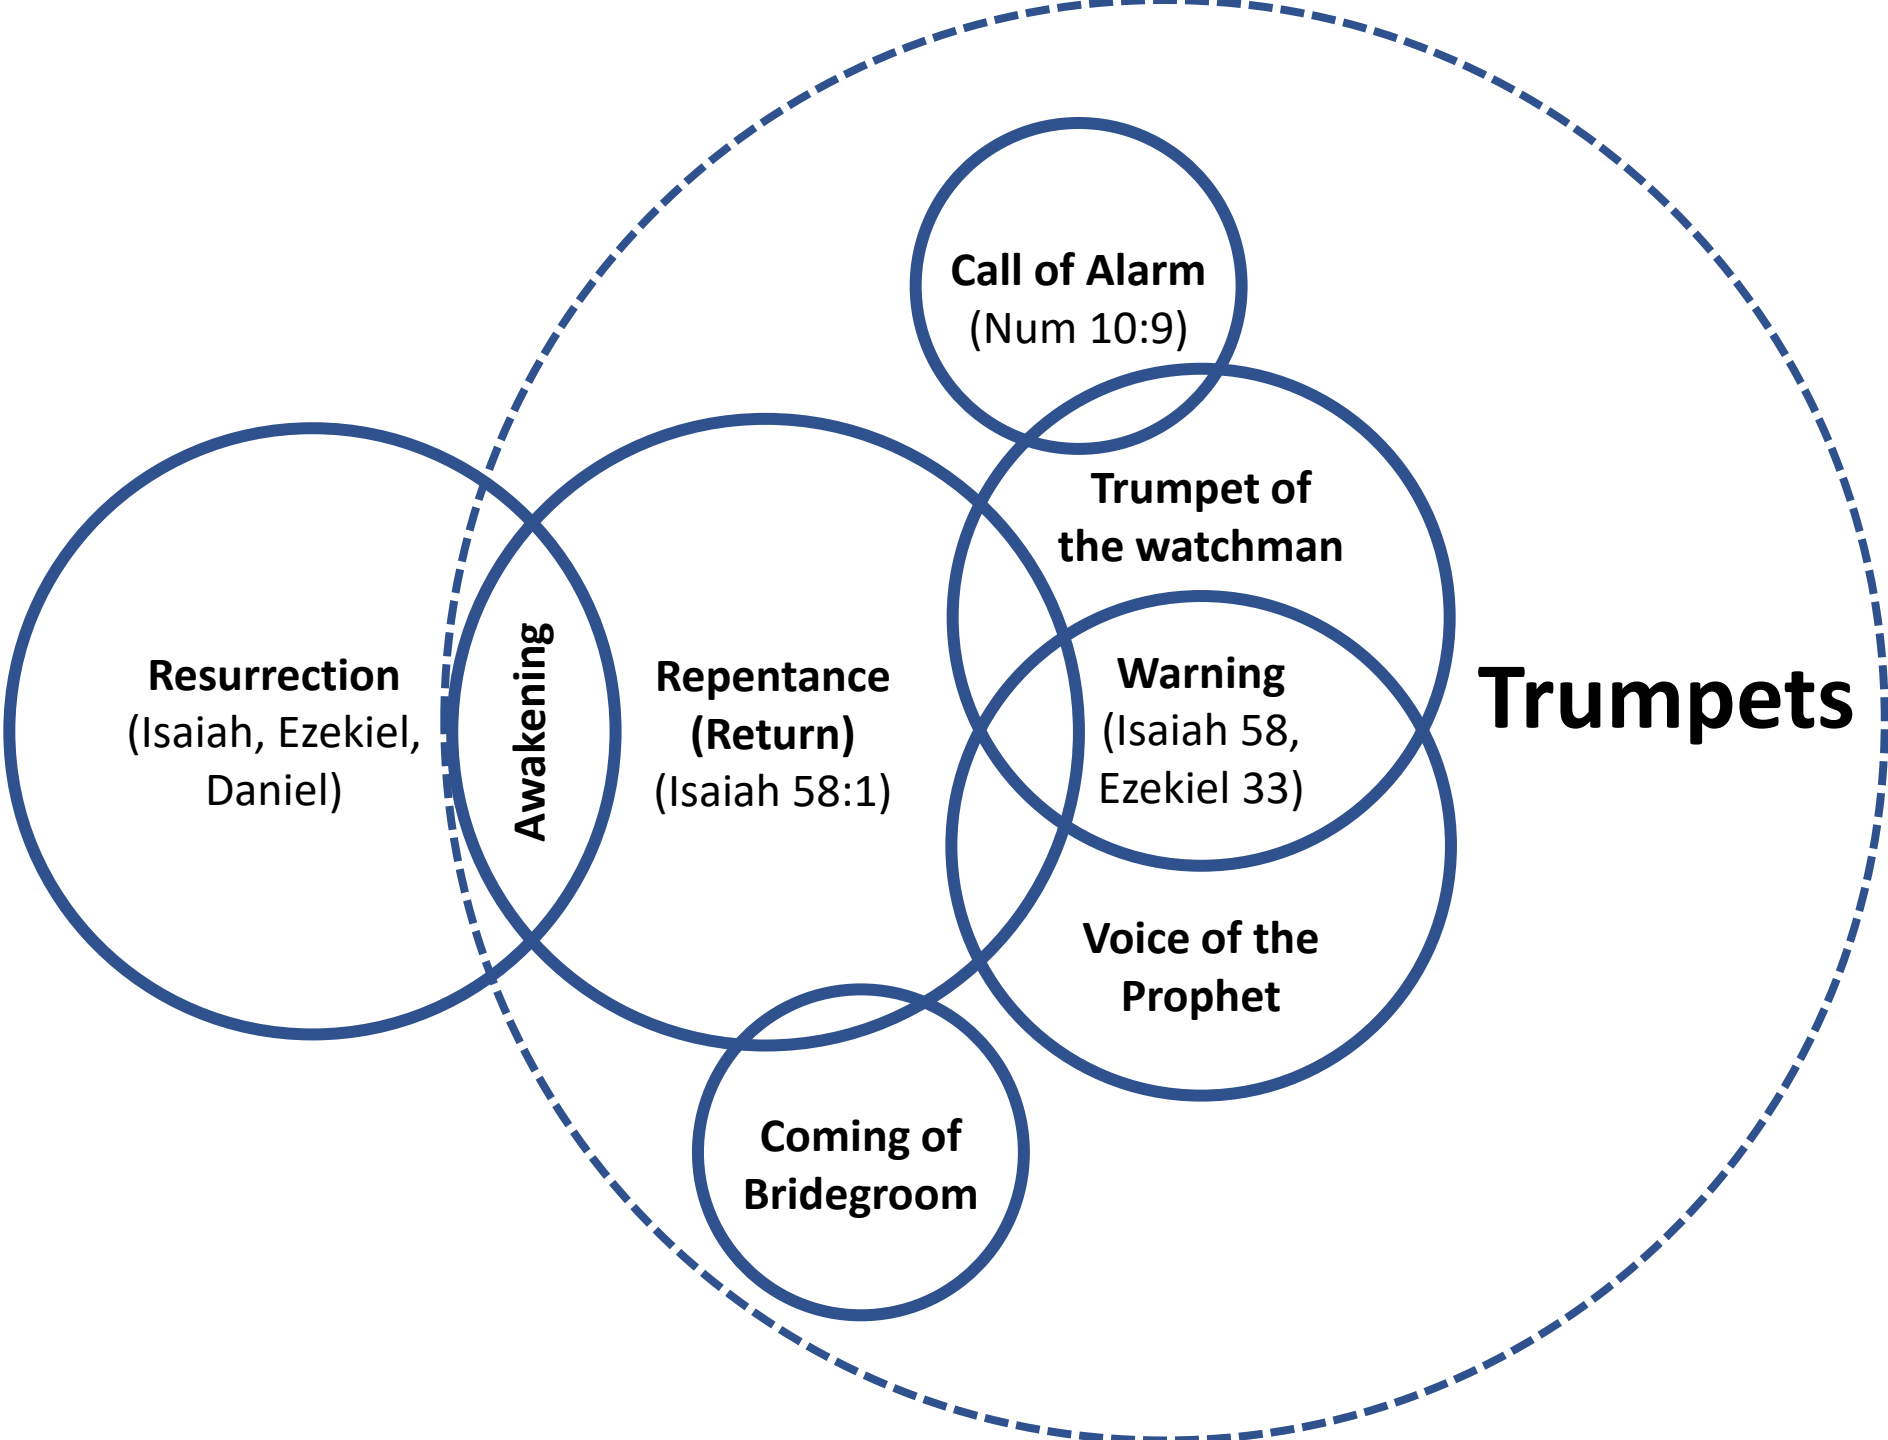 Call of Alarm
(Num 10:9)
Trumpet of
the watchman
Resurrection
(Isaiah, Ezekiel,
Daniel)
Awakening
Repentance
(Return)
(Isaiah 58:1)
Warning
(Isaiah 58,
Ezekiel 33)
Trumpets
Voice of the
Prophet
Coming of
Bridegroom